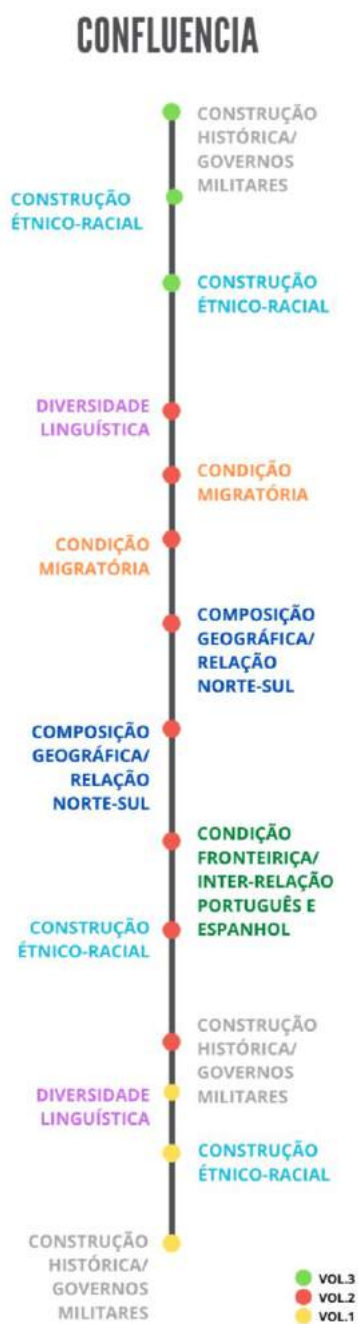 CONFLUENCIA
CONSTRUÇÃO
HISTÓRICA/
GOVERNOS
MILITARES
CONSTRUÇÃO
ÉTNICO-RACIAL
CONSTRUÇÃO
ÉTNICO-RACIAL
DIVERSIDADE
LINGUÍSTICA
CONDIÇÃO
MIGRATÓRIA
CONDIÇÃO
MIGRATÓRIA
COMPOSIÇÃO
GEOGRÁFICA/
RELAÇÃO
NORTE-SUL
COMPOSIÇÃO
GEOGRÁFICA/
RELAÇÃO
NORTE-SUL
CONDIÇÃO
FRONTEIRIÇA/
INTER-RELAÇÃO
PORTUGUÊS E
ESPANHOL
CONSTRUÇÃO
ÉTNICO-RACIAL
CONSTRUÇÃO
HISTÓRICA/
GOVERNOS
MILITARES
DIVERSIDADE
LINGUÍSTICA
CONSTRUÇÃO
ÉTNICO-RACIAL
CONSTRUÇÃO
HISTÓRICA/
GOVERNOS
MILITARES
VOL.3
VOL.2
VOL.1